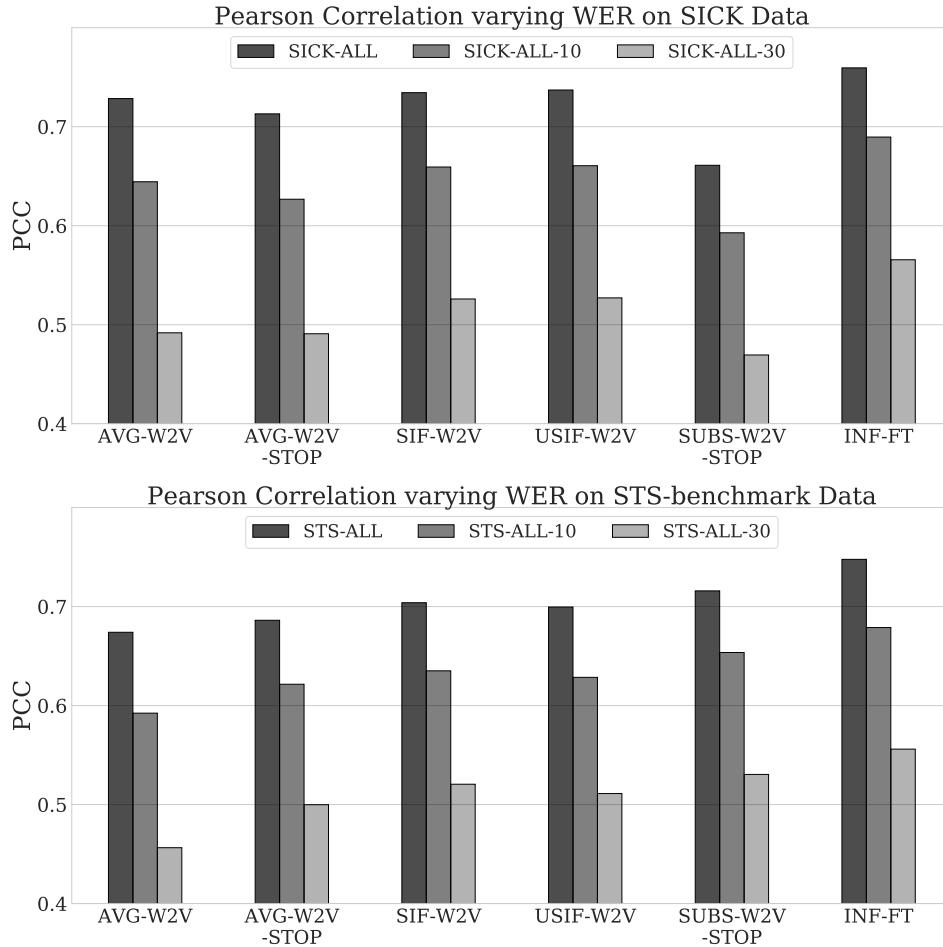 Pearson Correlation varying WER on SICK Data
SICK-ALL SICK-ALL-10 SICK-ALL-30
PCC
0.7
0.6
0.5
0.4
AVG-W2V AVG-W2V SIF-W2V USIF-W2V SUBS-W2V INF-FT
-STOP -STOP
Pearson Correlation varying WER on STS-benchmark Data
STS-ALL STS-ALL-10 STS-ALL-30
PCC
0.7
0.6
0.5
0.4
AVG-W2V AVG-W2V SIF-W2V USIF-W2V SUBS-W2V INF-FT
-STOP -STOP